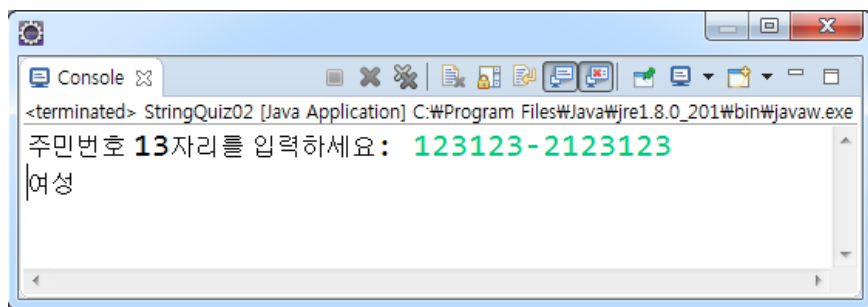 Console
<terminated> StringQuiz02 [Java Application] C:₩Program Files₩Java₩jre1.8.0_201₩bin₩javaw.exe
주민번호 13자리를 입력하세요: 123123-2123123
여성